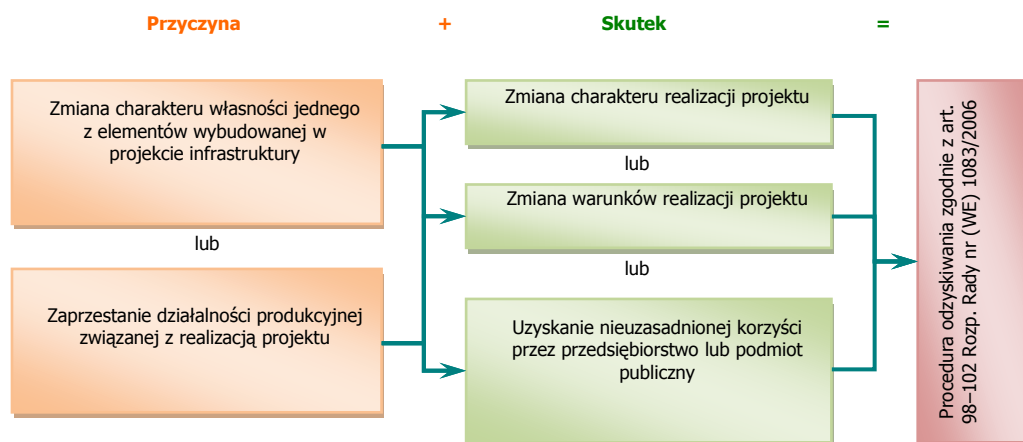 Przyczyna + Skutek =
Zmiana charakteru własności jednego
z elementów wybudowanej w
projekcie infrastruktury
lub
Zaprzestanie działalności produkcyjnej
związanej z realizacją projektu
Zmiana charakteru realizacji projektu
lub
Zmiana warunków realizacji projektu
lub
Uzyskanie nieuzasadnionej korzyści
przez przedsiębiorstwo lub podmiot
publiczny
Procedura odzyskiwania zgodnie z art.
98–102 Rozp. Rady nr (WE) 1083/2006